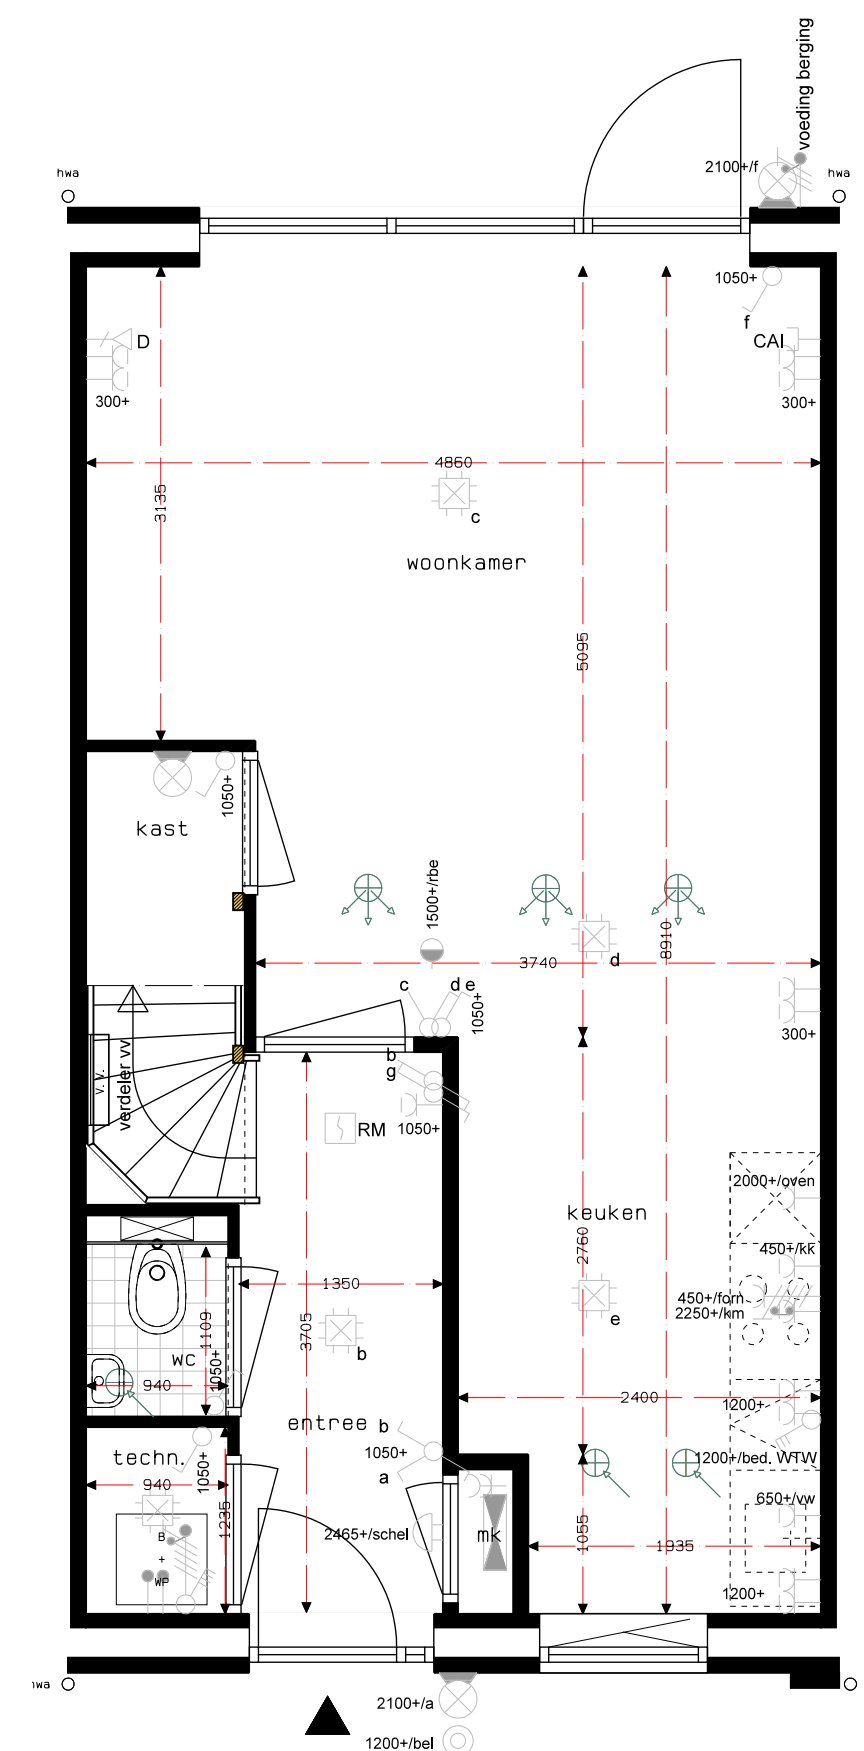 voeding berging
hwa
2100+/f
hwa
1050+
f
D
CAI
300+
300+
4860
3135
c
woonkamer
5095
1050+
kast
1500+/rbe
8910
3740
d
c
d e
1050+
300+
b
g
v.v.
verdeler vv
RM
1050+
2000+/oven
keuken
2760
450+/kk
1350
450+/forn
2250+/km
e
3705
1109
b
wc
1050+
940
2400
1200+
entree
b
1050+
a
techn.
1050+
1200+/bed. WTW
940
650+/vw
1235
2465+/schel
mk
1055
1935
B
+
WP
1200+
2100+/a
1200+/bel